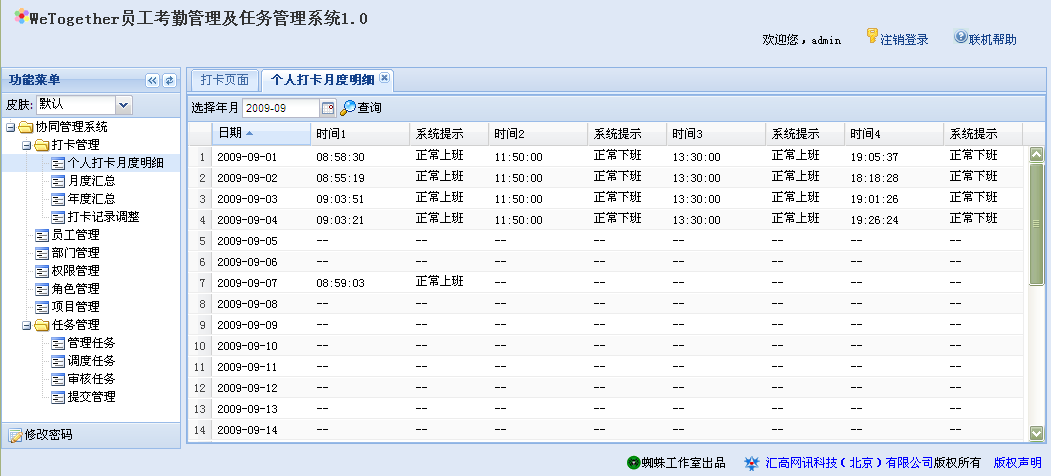 WeTogether员工考勤管理及任务管理系统1.0
欢迎您，admin 注销登录 联机帮助
功能菜单
皮肤: 默认
协同管理系统
打卡管理
个人打卡月度明细
月度汇总
年度汇总
打卡记录调整
员工管理
部门管理
权限管理
角色管理
项目管理
任务管理
管理任务
调度任务
审核任务
提交管理
修改密码
打卡页面 个人打卡月度明细
选择年月 2009-09 查询
日期 时间1 系统提示 时间2 系统提示 时间3 系统提示 时间4 系统提示
1 2009-09-01 08:58:30 正常上班 11:50:00 正常下班 13:30:00 正常上班 19:05:37 正常下班
2 2009-09-02 08:55:19 正常上班 11:50:00 正常下班 13:30:00 正常上班 18:18:28 正常下班
3 2009-09-03 09:03:51 正常上班 11:50:00 正常下班 13:30:00 正常上班 19:01:26 正常下班
4 2009-09-04 09:03:21 正常上班 11:50:00 正常下班 13:30:00 正常上班 19:26:24 正常下班
5 2009-09-05 -- -- -- -- -- -- -- --
6 2009-09-06 -- -- -- -- -- -- -- --
7 2009-09-07 08:59:03 正常上班 -- -- -- -- -- --
8 2009-09-08 -- -- -- -- -- -- -- --
9 2009-09-09 -- -- -- -- -- -- -- --
10 2009-09-10 -- -- -- -- -- -- -- --
11 2009-09-11 -- -- -- -- -- -- -- --
12 2009-09-12 -- -- -- -- -- -- -- --
13 2009-09-13 -- -- -- -- -- -- -- --
14 2009-09-14 -- -- -- -- -- -- -- --
蜘蛛工作室出品 汇高网讯科技(北京)有限公司版权所有 版权声明